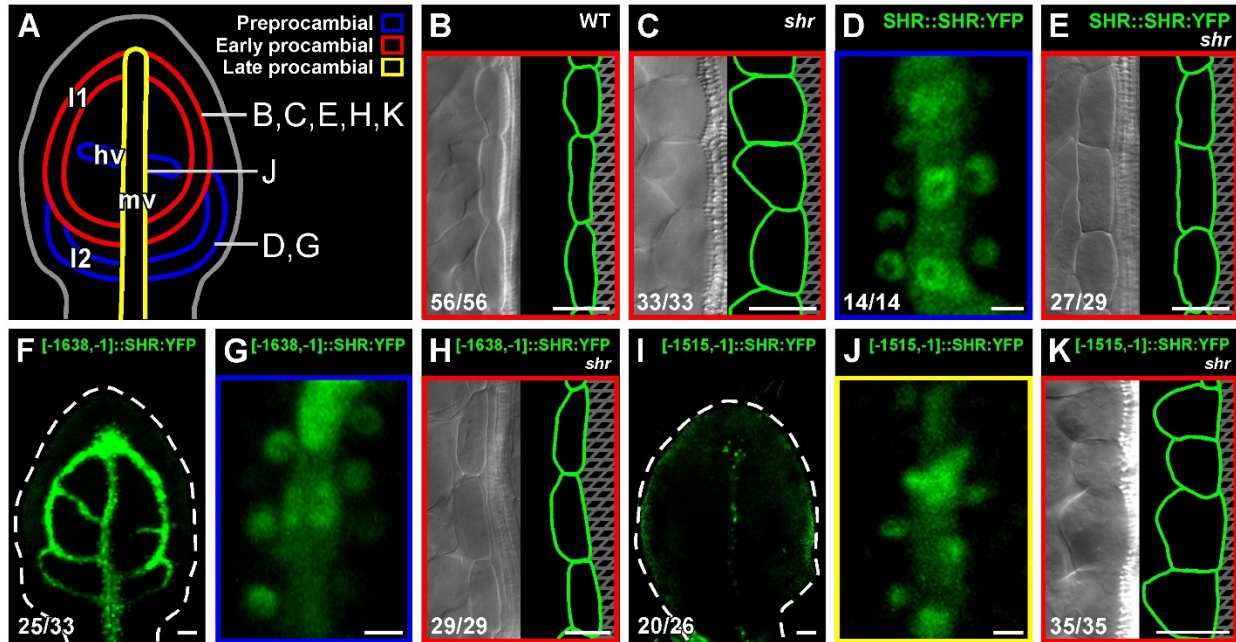 A
Preprocambial
Early procambial
Late procambial
l1
hv
mv
l2
B,C,E,H,K
J
D,G
B
WT
56/56
C
shr
33/33
D
SHR::SHR:YFP
14/14
E
SHR::SHR:YFP
shr
27/29
F
[-1638,-1]::SHR:YFP
25/33
G
[-1638,-1]::SHR:YFP
H
[-1638,-1]::SHR:YFP
shr
29/29
I
[-1515,-1]::SHR:YFP
20/26
J
[-1515,-1]::SHR:YFP
K
[-1515,-1]::SHR:YFP
shr
35/35